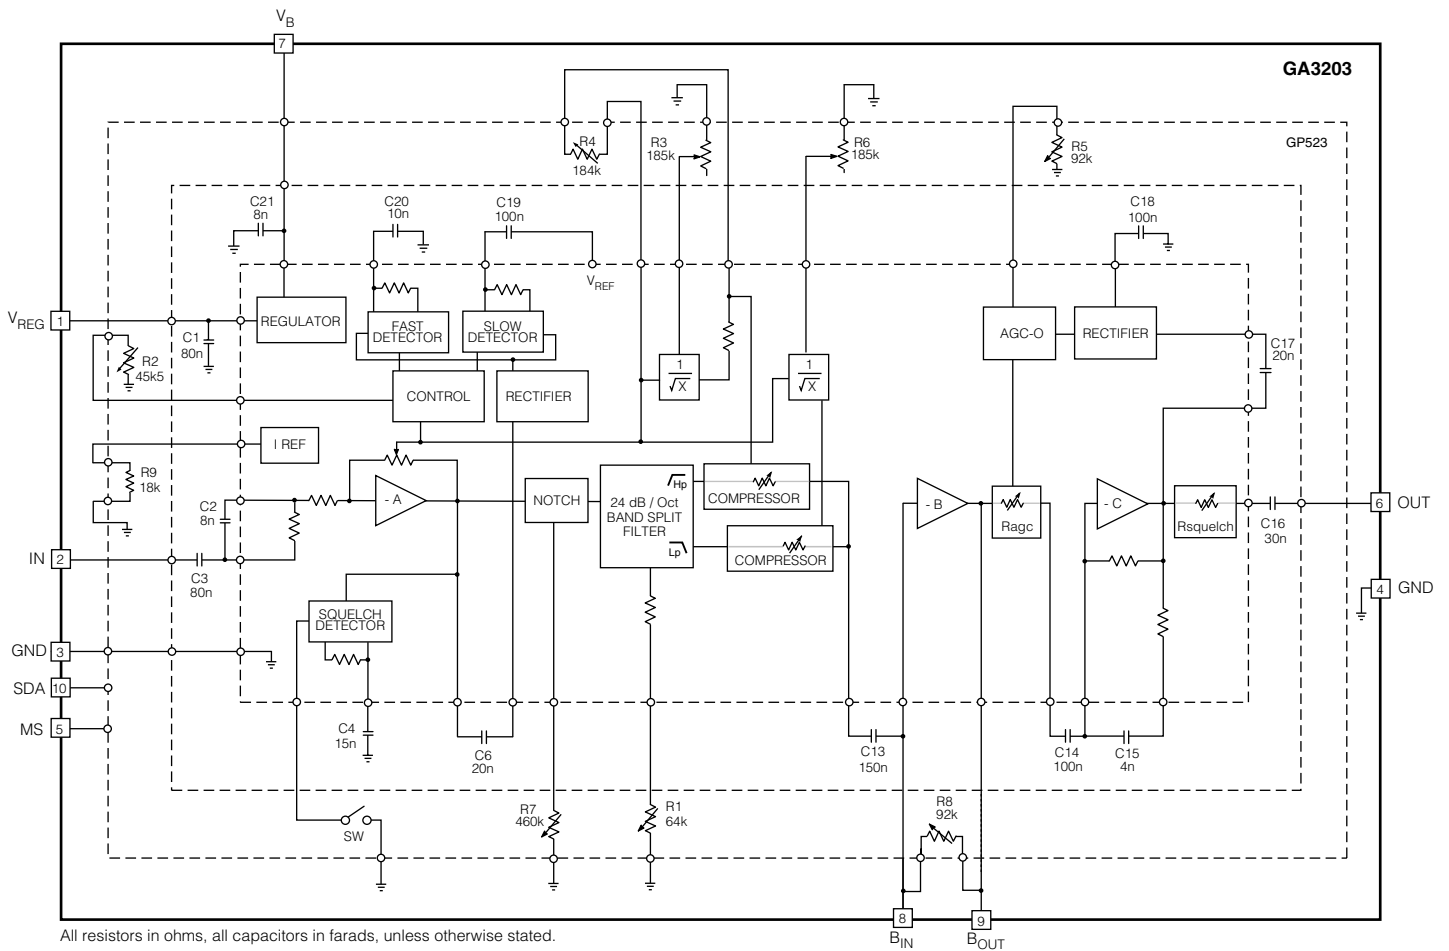 V_B
7
GA3203
GP523
R4
184k
R3
185k
R6
185k
R5
92k
C21
8n
C20
10n
C19
100n
C18
100n
V_REF
V_REG
1
REGULATOR
FAST
DETECTOR
SLOW
DETECTOR
AGC-O
RECTIFIER
C1
80n
R2
45k5
C17
20n
1
√X
1
√X
CONTROL
RECTIFIER
I REF
R9
18k
C2
8n
- A
NOTCH
24 dB / Oct
BAND SPLIT
FILTER
Hp
Lp
COMPRESSOR
COMPRESSOR
- B
Ragc
- C
Rsquelch
C16
30n
6
OUT
IN
2
C3
80n
4
GND
SQUELCH
DETECTOR
GND
3
SDA
10
MS
5
C4
15n
C6
20n
C13
150n
C14
100n
C15
4n
SW
R7
460k
R1
64k
R8
92k
8
9
B_IN
B_OUT
All resistors in ohms, all capacitors in farads, unless otherwise stated.